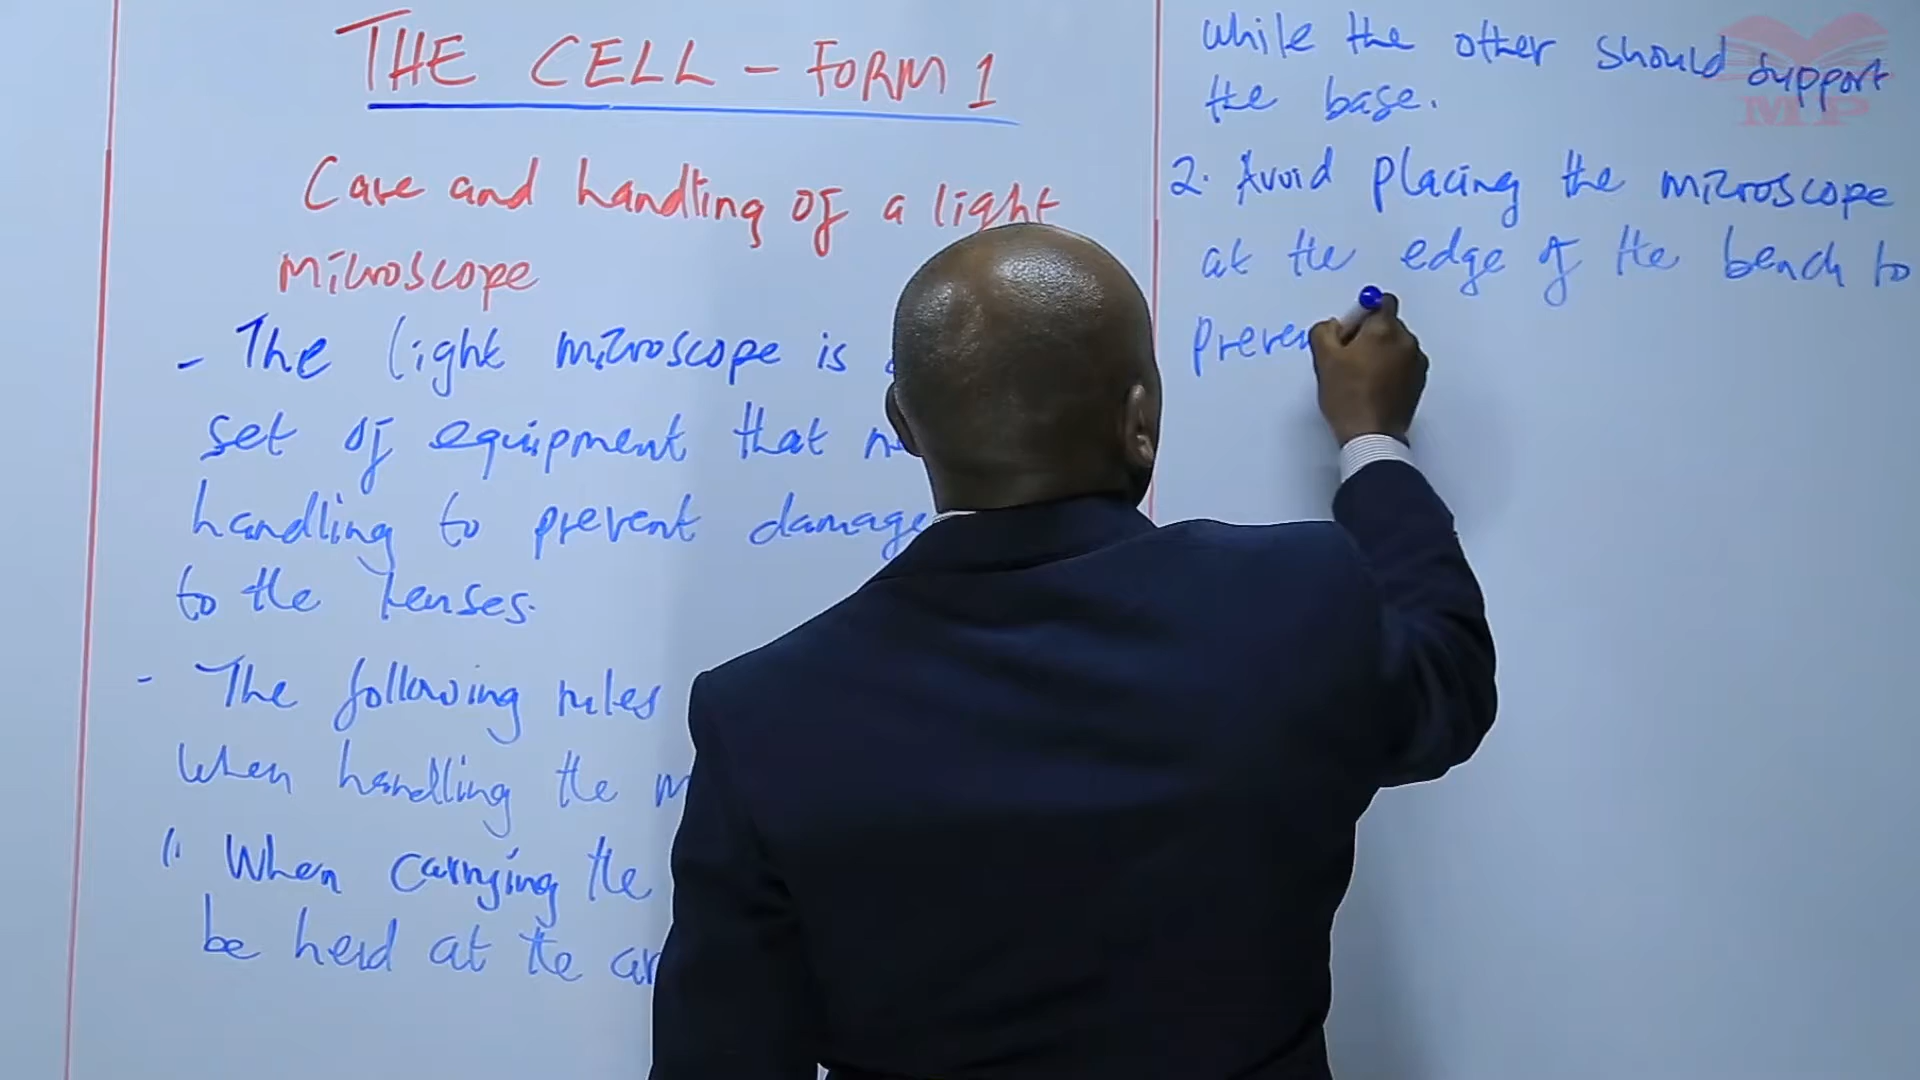 THE CELL - FORM 1
Care and handling of a light
microscope
- The light microscope is
set of equipment that
handling to prevent damage
to the lenses.
- The following rules
When handling the
1. When carrying the
be held at the
while the other should support
the base.
2. Avoid placing the microscope
at the edge of the bench to
MP